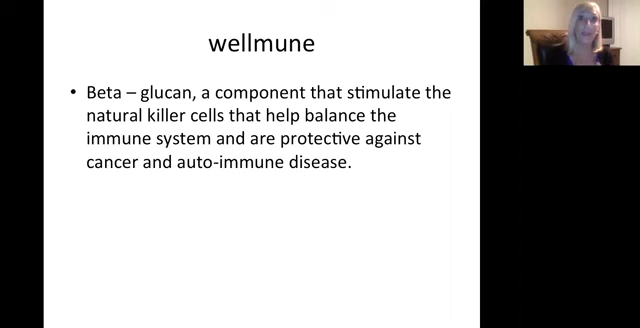 wellmune
• Beta – glucan, a component that stimulate the
natural killer cells that help balance the
immune system and are protective against
cancer and auto-immune disease.